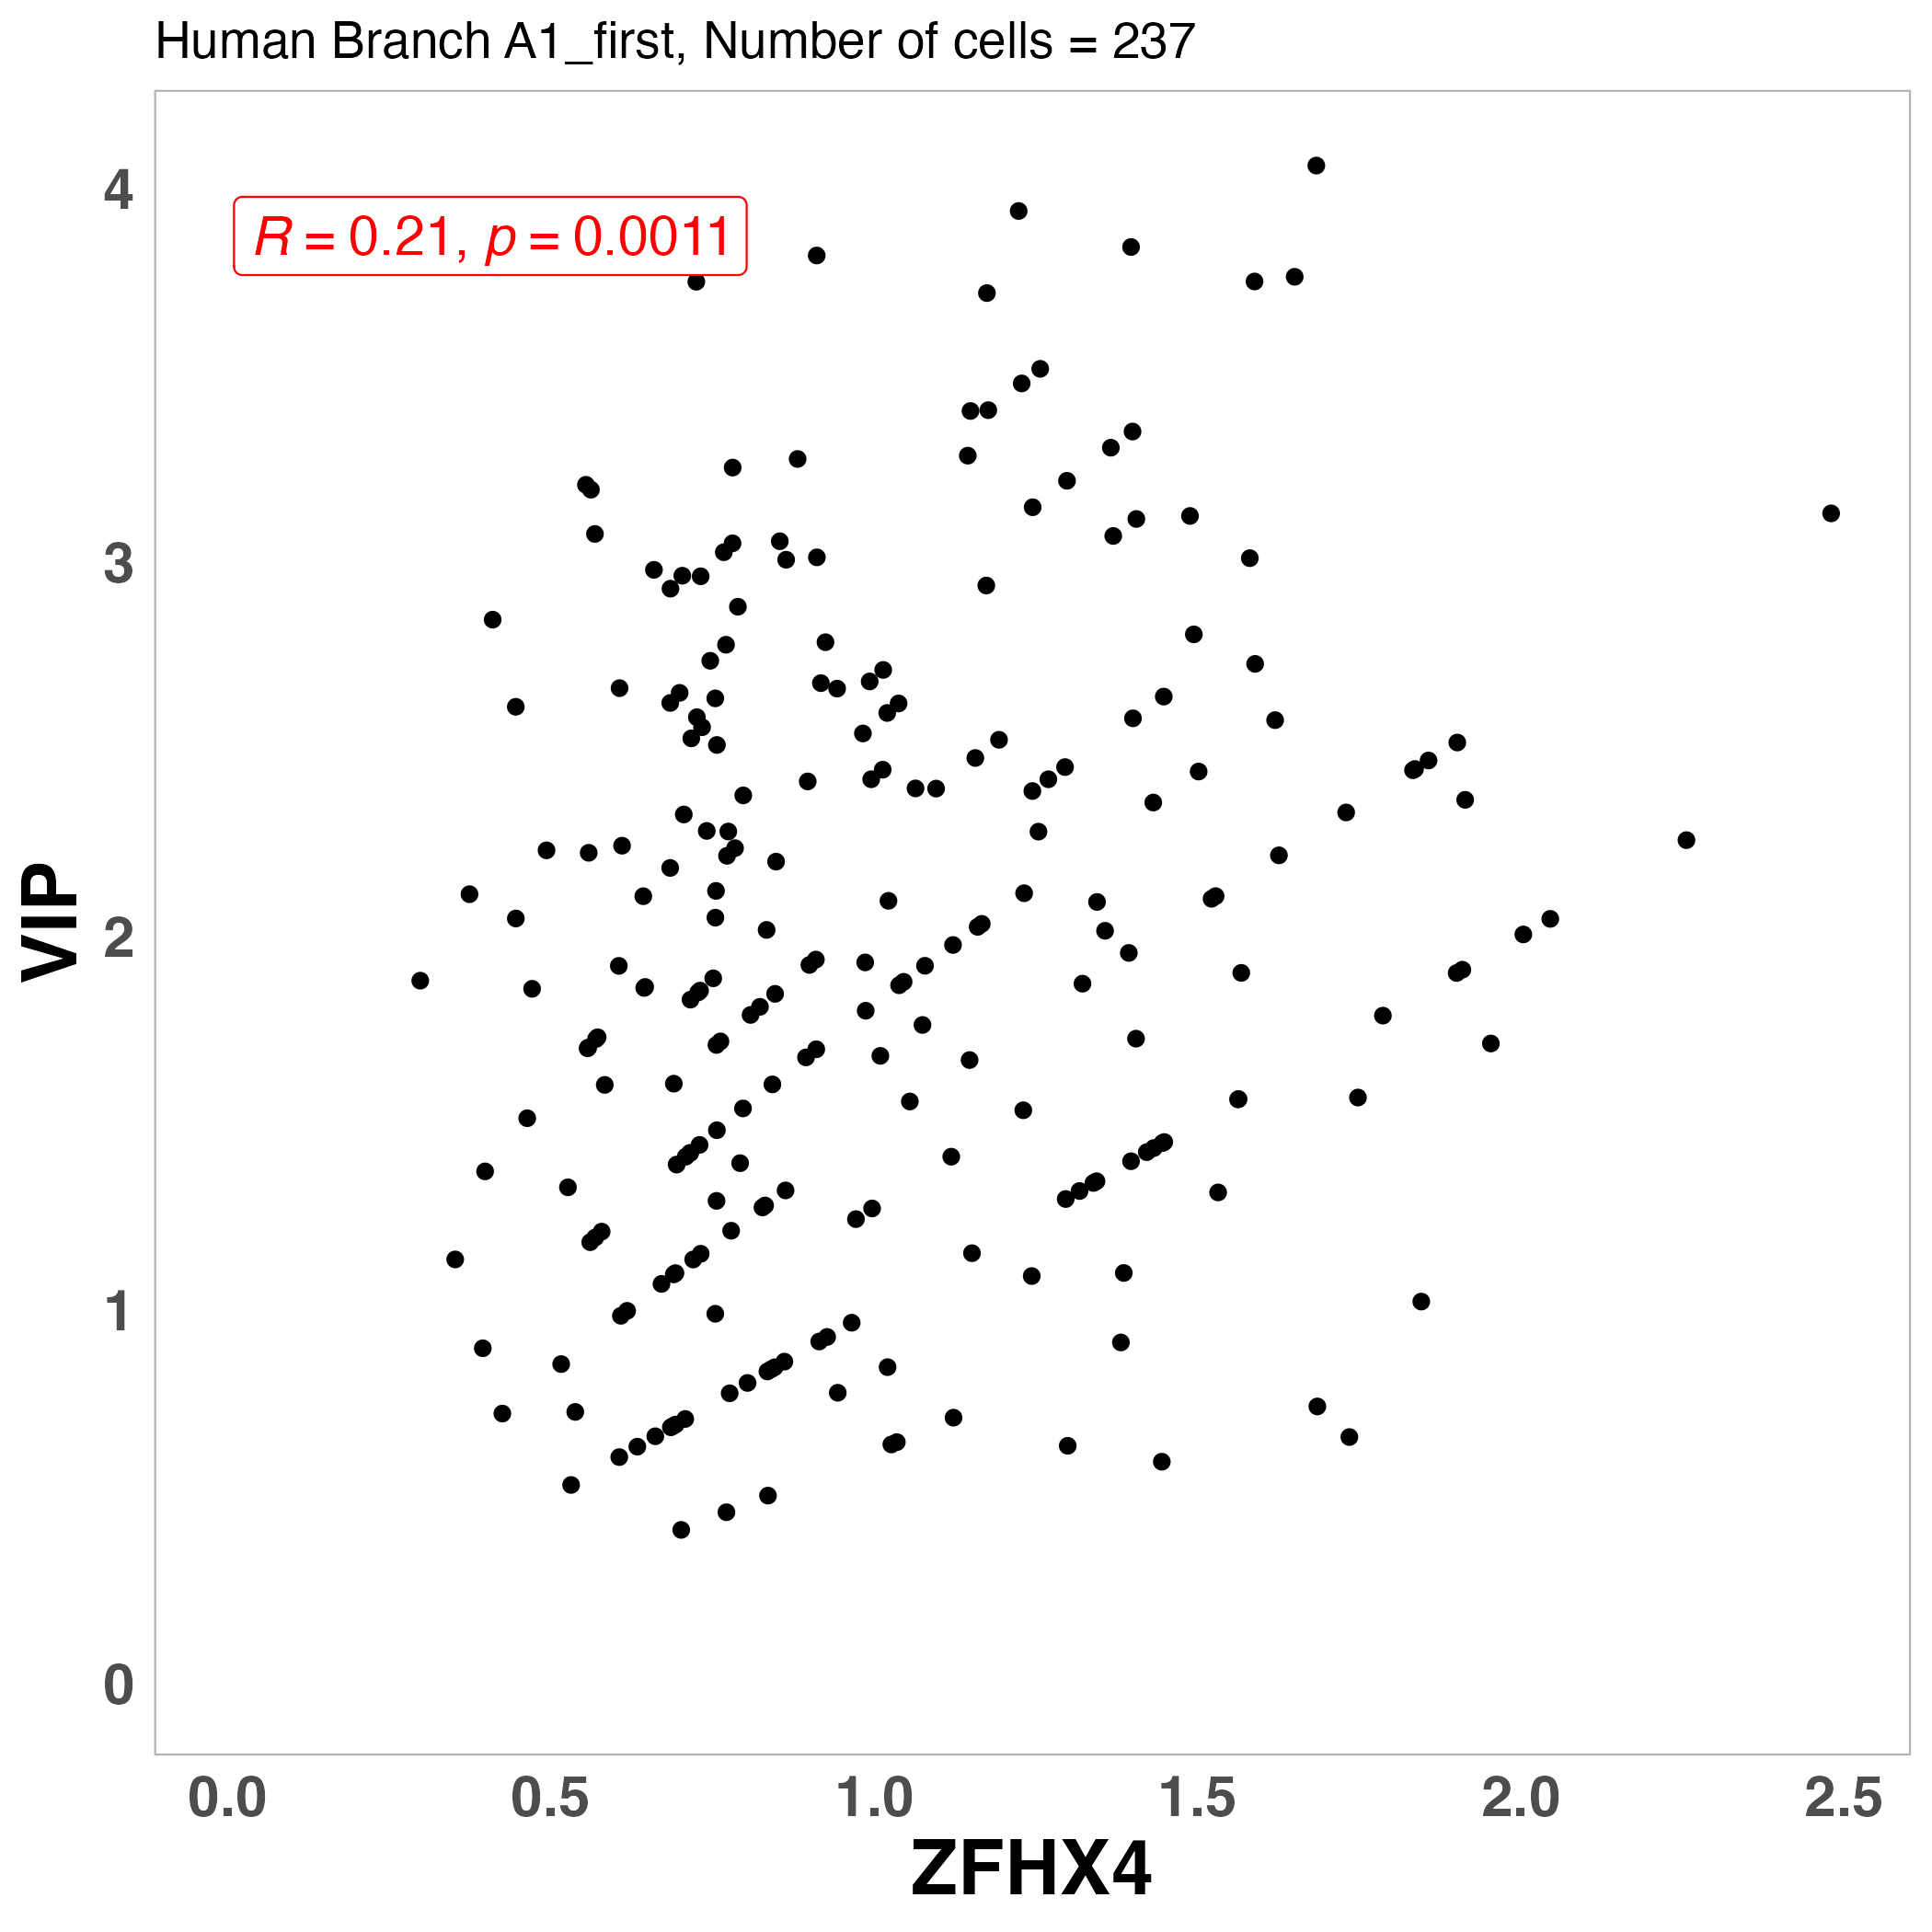 Human Branch A1_first, Number of cells = 237
R = 0.21, p = 0.0011
4
3
2
1
0
VIP
0.0 0.5 1.0 1.5 2.0 2.5
ZFHX4